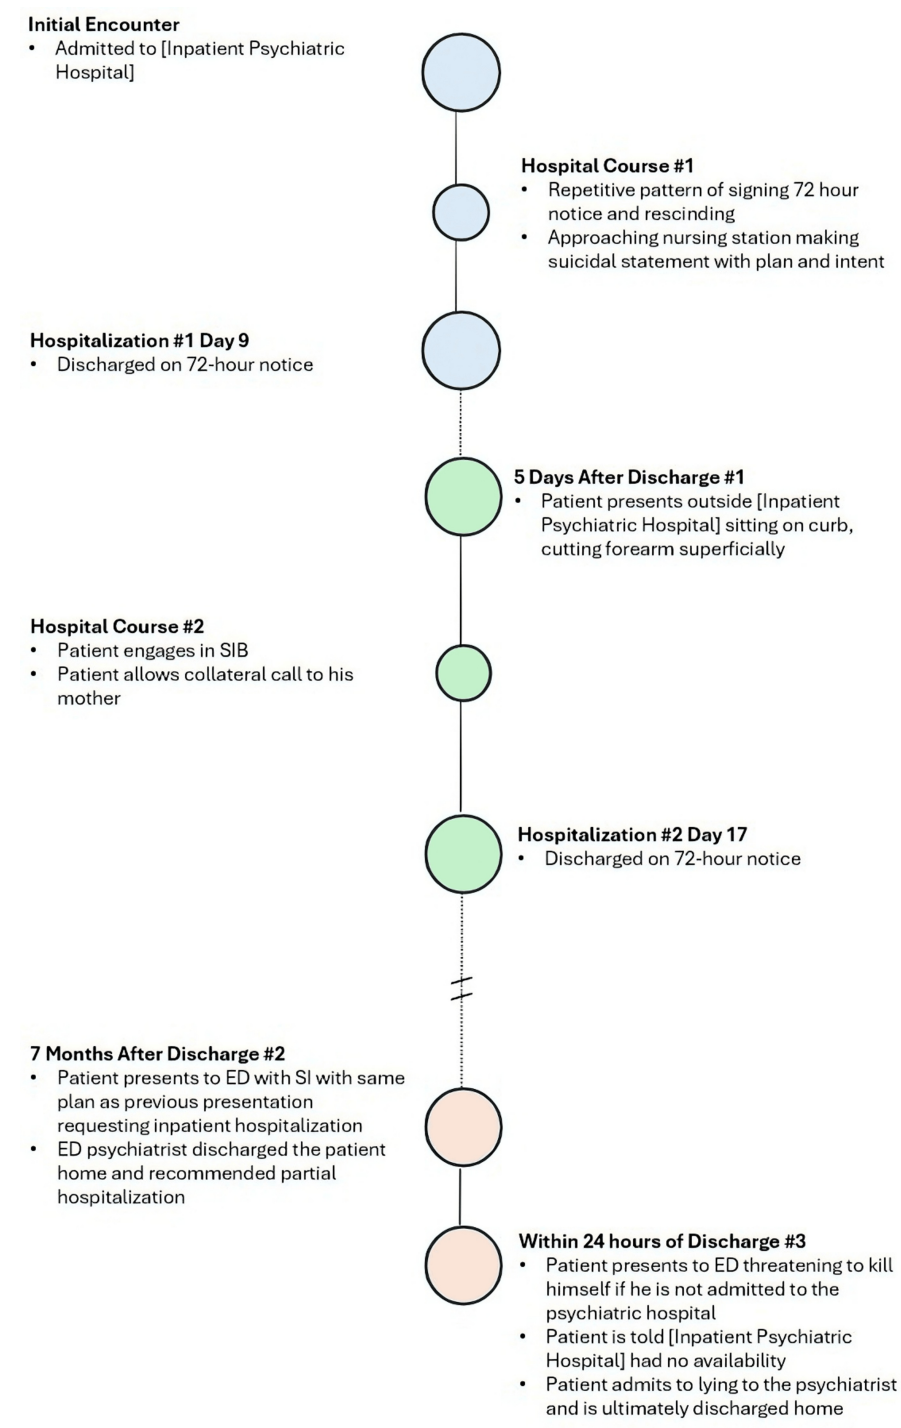 Initial Encounter
• Admitted to [Inpatient Psychiatric
Hospital]
Hospital Course #1
• Repetitive pattern of signing 72 hour
notice and rescinding
• Approaching nursing station making
suicidal statement with plan and intent
Hospitalization #1 Day 9
• Discharged on 72-hour notice
5 Days After Discharge #1
• Patient presents outside [Inpatient
Psychiatric Hospital] sitting on curb,
cutting forearm superficially
Hospital Course #2
• Patient engages in SIB
• Patient allows collateral call to his
mother
Hospitalization #2 Day 17
• Discharged on 72-hour notice
7 Months After Discharge #2
• Patient presents to ED with SI with same
plan as previous presentation
requesting inpatient hospitalization
• ED psychiatrist discharged the patient
home and recommended partial
hospitalization
Within 24 hours of Discharge #3
• Patient presents to ED threatening to kill
himself if he is not admitted to the
psychiatric hospital
• Patient is told [Inpatient Psychiatric
Hospital] had no availability
• Patient admits to lying to the psychiatrist
and is ultimately discharged home